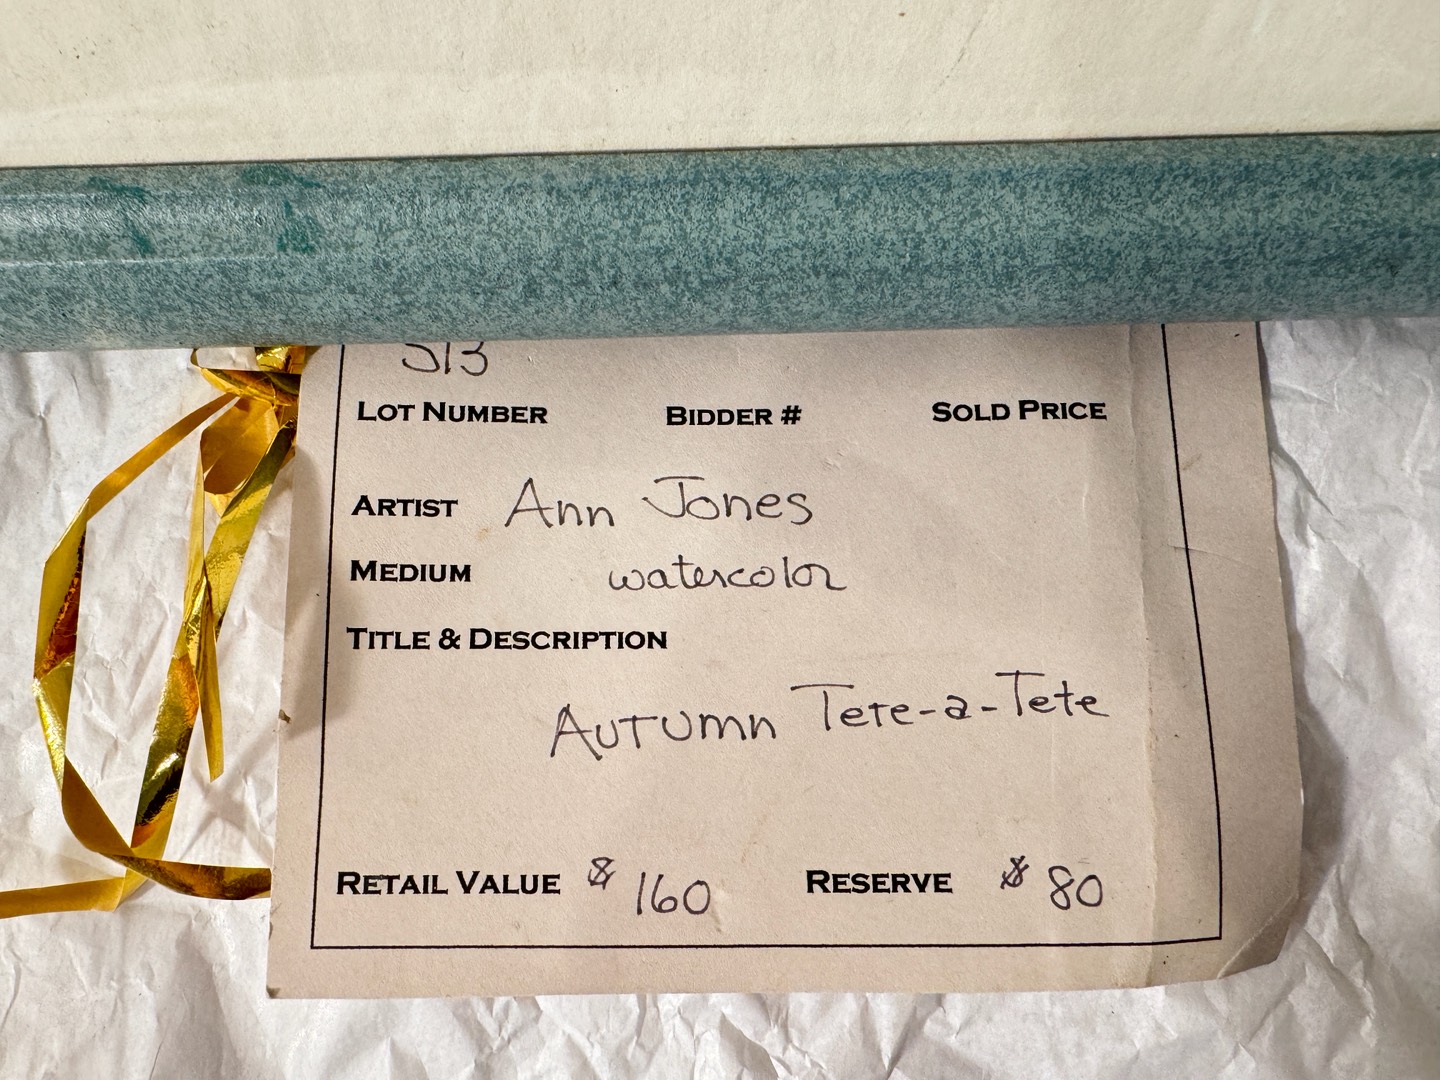 LOT NUMBER BIDDER # SOLD PRICE
ARTIST Ann Jones
MEDIUM watercolor
TITLE & DESCRIPTION
AUTUMN Tete-a-Tete
RETAIL VALUE $ 160 RESERVE $ 80